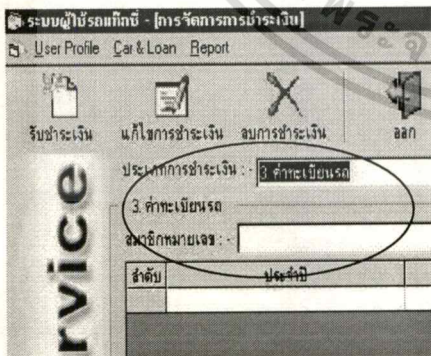 ระบบผู้ใช้รถแท็กซี่ - [การจัดการการชำระเงิน]
User Profile Car & Loan Report
รับชำระเงิน แก้ไขการชำระเงิน ลบการชำระเงิน ออก
ประเภทการชำระเงิน : - 3. ค่าทะเบียนรถ
3. ค่าทะเบียนรถ
สมาชิกหมายเลข : -
ลำดับ ประจำปี
rvice